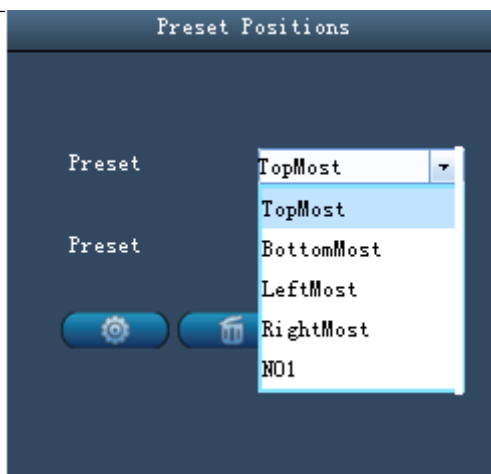 Preset Positions
Preset TopMost
TopMost
Preset BottomMost
LeftMost
RightMost
NO1